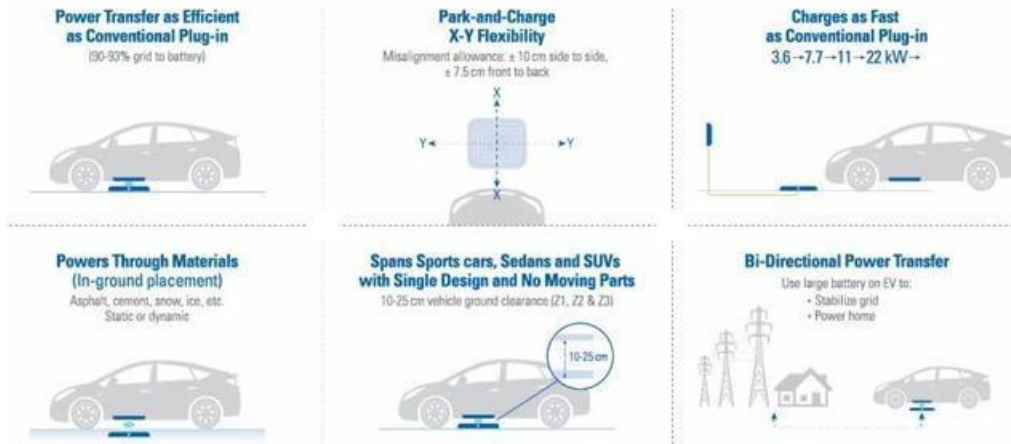 Power Transfer as Efficient
as Conventional Plug-in
(90-93% grid to battery)
Park-and-Charge
X-Y Flexibility
Misalignment allowance: ± 10 cm side to side,
± 7.5 cm front to back
X
Y
Y
X
Charges as Fast
as Conventional Plug-in
3.6→7.7→11→22 kW→
Powers Through Materials
(In-ground placement)
Asphalt, cement, snow, ice, etc.
Static or dynamic
Spans Sports cars, Sedans and SUVs
with Single Design and No Moving Parts
10-25 cm vehicle ground clearance (Z1, Z2 & Z3)
10-25 cm
Bi-Directional Power Transfer
Use large battery on EV to:
• Stabilize grid
• Power home